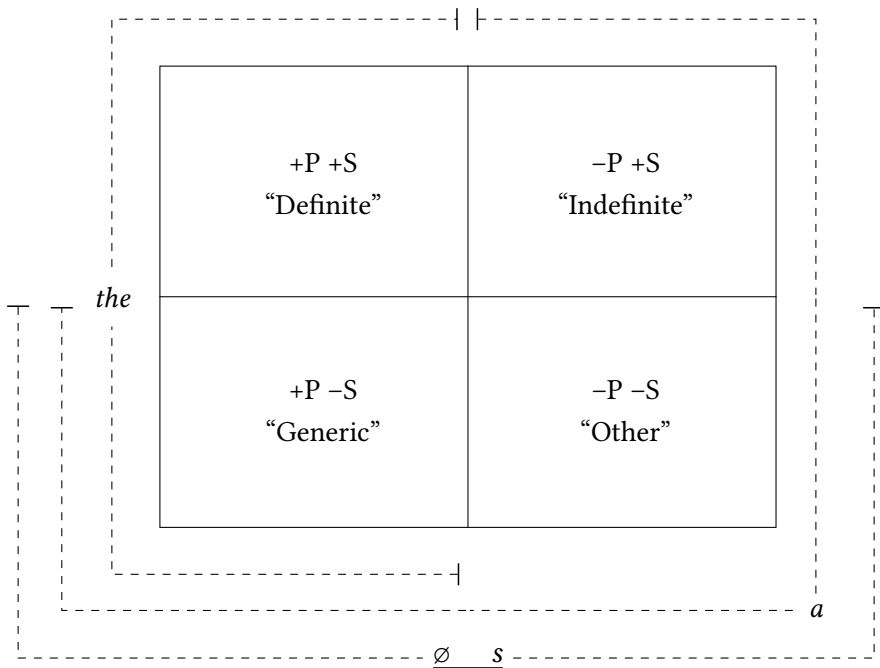 +P +S –P +S
“Definite” “Indefinite”
the
+P –S –P –S
“Generic” “Other”
a
∅ s